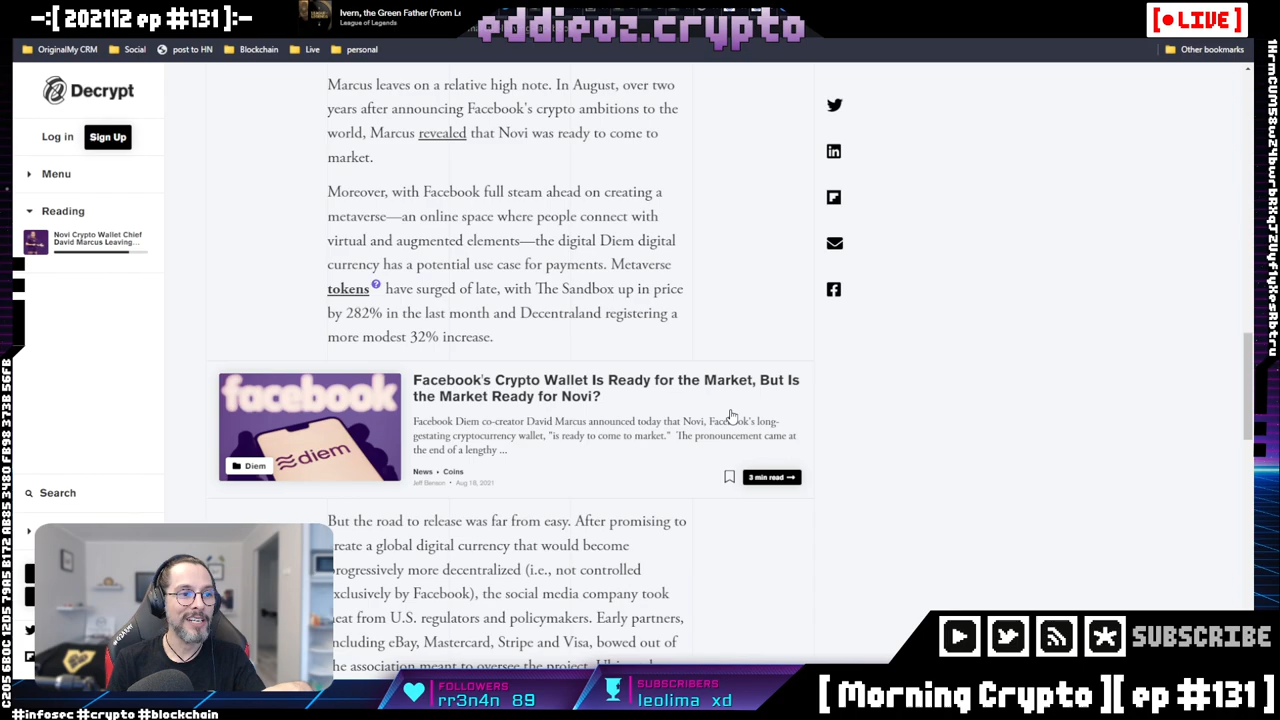 -:[ 202112 ep #131 ]:-
Ivern, the Green Father (From Le
League of Legends
eddieoz.crypto
[ LIVE ]
OriginalMy CRM
Social
post to HN
Blockchain
Live
personal
Other bookmarks
Decrypt
Log in
Sign Up
Menu
Reading
Novi Crypto Wallet Chief
David Marcus Leaving...
Search
Marcus leaves on a relative high note. In August, over two
years after announcing Facebook's crypto ambitions to the
world, Marcus revealed that Novi was ready to come to
market.
Moreover, with Facebook full steam ahead on creating a
metaverse—an online space where people connect with
virtual and augmented elements—the digital Diem digital
currency has a potential use case for payments. Metaverse
tokens ? have surged of late, with The Sandbox up in price
by 282% in the last month and Decentraland registering a
more modest 32% increase.
facebook
diem
Diem
Facebook's Crypto Wallet Is Ready for the Market, But Is
the Market Ready for Novi?
Facebook Diem co-creator David Marcus announced today that Novi, Facebook's long-
gestating cryptocurrency wallet, "is ready to come to market." The pronouncement came at
the end of a lengthy ...
News • Coins
Jeff Benson • Aug 18, 2021
3 min read →
But the road to release was far from easy. After promising to
create a global digital currency that would become
progressively more decentralized (i.e., not controlled
exclusively by Facebook), the social media company took
heat from U.S. regulators and policymakers. Early partners,
including eBay, Mastercard, Stripe and Visa, bowed out of
the association meant to oversee the project.
SUBSCRIBE
FOLLOWERS
rr3n4n_89
SUBSCRIBERS
leolima_xd
[ Morning Crypto ][ ep #131 ]
#infosec #crypto #blockchain